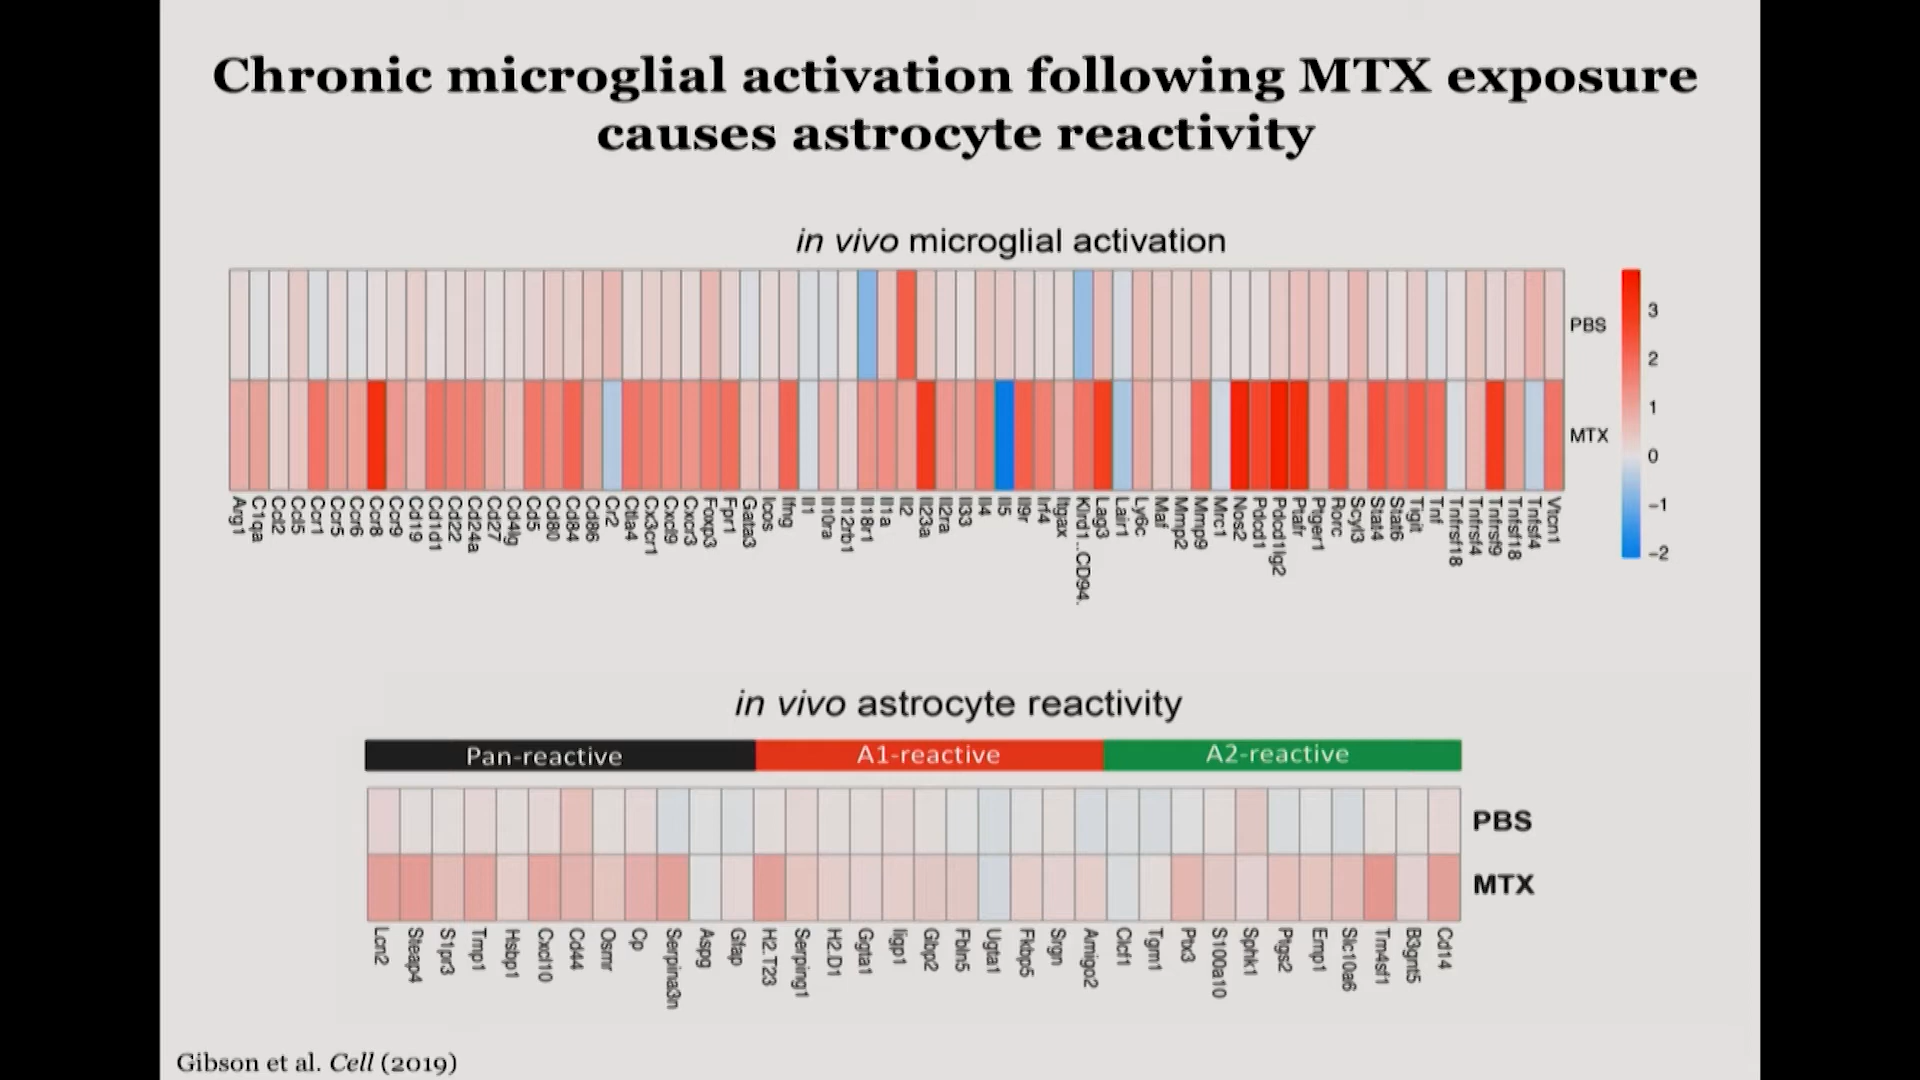 Chronic microglial activation following MTX exposure
causes astrocyte reactivity
in vivo microglial activation
PBS
MTX
3
2
1
0
−1
−2
Arg1 C1qa Ccl2 Ccl5 Ccr1 Ccr5 Ccr6 Ccr8 Ccr9 Cd19 Cd1d1 Cd22 Cd24a Cd27 Cd4lg Cd5 Cd80 Cd84 Cd86 Cr2 Ctla4 Cx3cr1 Cxcl9 Cxcr3 Foxp3 Fpr1 Gata3 Icos Ifng Il1 Il10ra Il12rb1 Il18r1 Il1a Il2 Il23a Il2ra Il33 Il4 Il5 Il9r Irf4 Itgax Klrd1..CD94. Lag3 Lair1 Ly6c Maf Mmp2 Mmp9 Mrc1 Nos2 Pdcd1 Pdcd1lg2 Ptafr Ptger1 Rorc Scyl3 Stat4 Stat6 Tigit Tnf Tnfrsf18 Tnfrsf4 Tnfrsf9 Tnfsf18 Tnfsf4 Vtcn1
in vivo astrocyte reactivity
Pan-reactive A1-reactive A2-reactive
PBS
MTX
Lcn2 Steap4 S1pr3 Timp1 Hsbp1 Cxcl10 Cd44 Osmr Cp Serpina3n Aspg Gfap H2.T23 Serping1 H2.D1 Ggta1 Iigp1 Gbp2 Fbln5 Ugta1 Fkbp5 Srgn Amigo2 Clcf1 Tgm1 Ptx3 S100a10 Sphk1 Ptgs2 Emp1 Slc10a6 Tm4sf1 B3gnt5 Cd14
Gibson et al. Cell (2019)